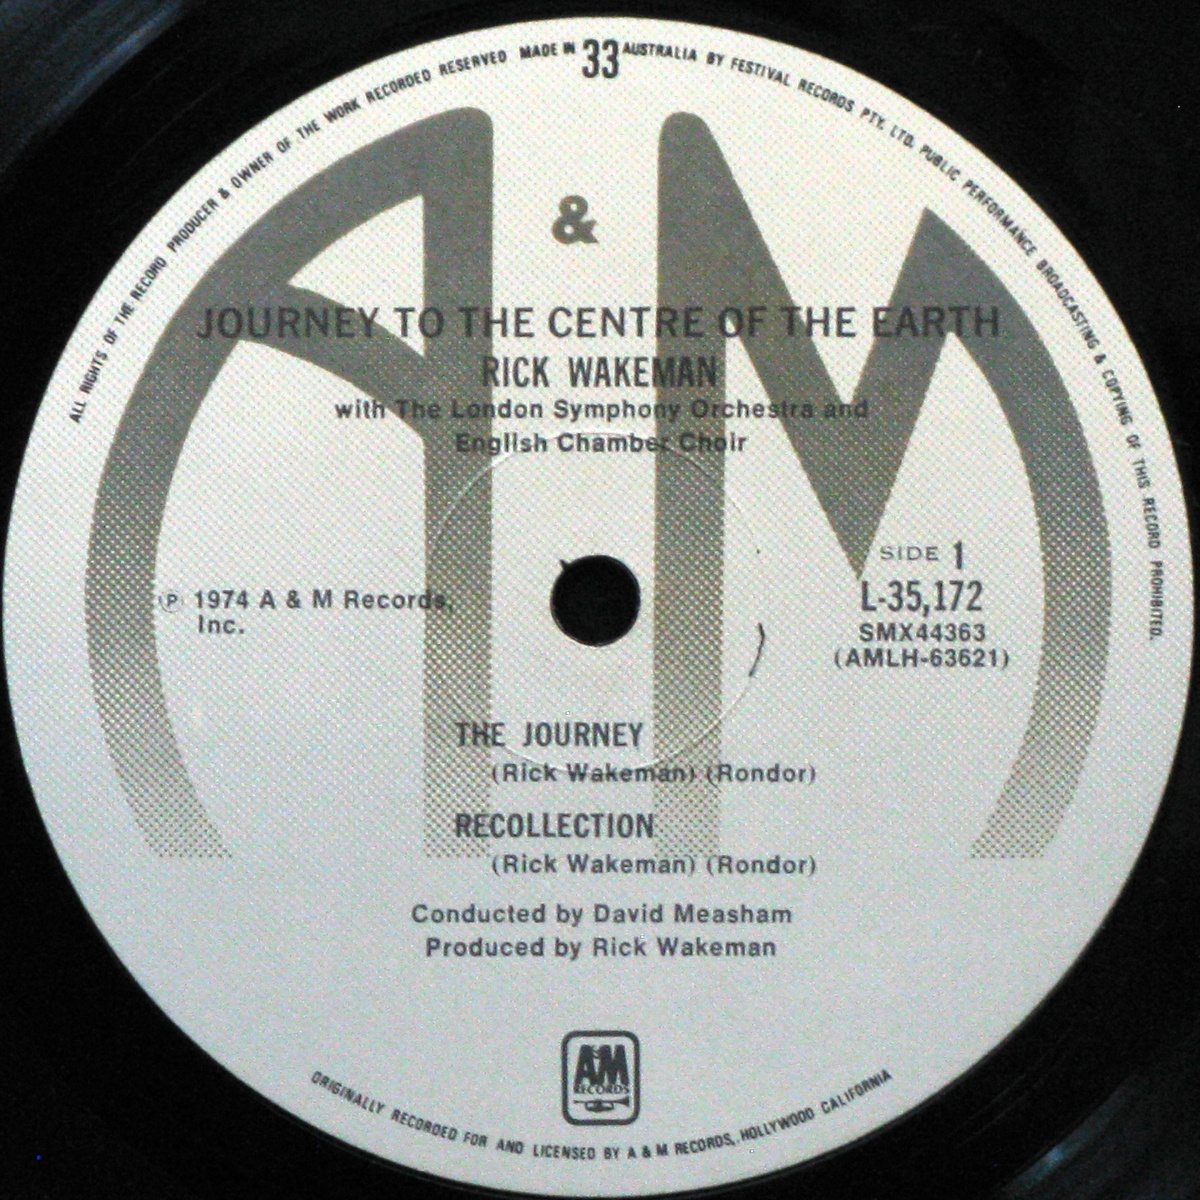 ALL RIGHTS OF THE RECORD PRODUCER & OWNER OF THE WORK RECORDED RESERVED MADE IN 33 AUSTRALIA BY FESTIVAL RECORDS PTY. LTD. PUBLIC PERFORMANCE BROADCASTING & COPYING OF THIS RECORD PROHIBITED.
A & M
JOURNEY TO THE CENTRE OF THE EARTH
RICK WAKEMAN
with The London Symphony Orchestra and
English Chamber Choir
SIDE 1
L-35,172
SMX44363
(AMLH-63621)
℗ 1974 A & M Records,
Inc.
THE JOURNEY
(Rick Wakeman) (Rondor)
RECOLLECTION
(Rick Wakeman) (Rondor)
Conducted by David Measham
Produced by Rick Wakeman
A&M
RECORDS
ORIGINALLY RECORDED FOR AND LICENSED BY A & M RECORDS, HOLLYWOOD CALIFORNIA